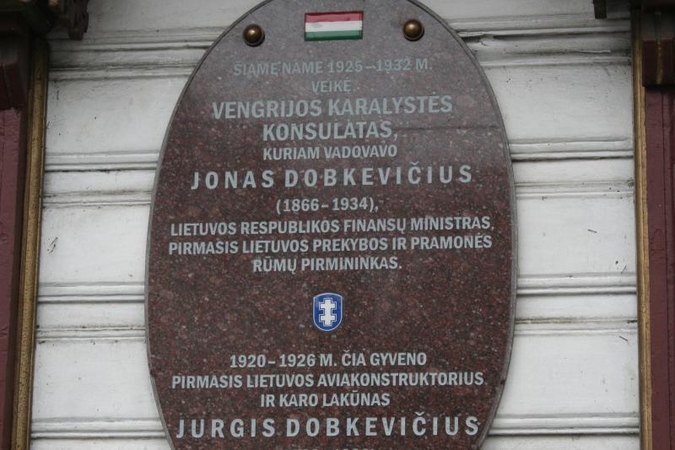 ŠIAME NAME 1925–1932 M.
VEIKĖ
VENGRIJOS KARALYSTĖS
KONSULATAS,
KURIAM VADOVAVO
JONAS DOBKEVIČIUS
(1866–1934),
LIETUVOS RESPUBLIKOS FINANSŲ MINISTRAS,
PIRMASIS LIETUVOS PREKYBOS IR PRAMONĖS
RŪMŲ PIRMININKAS.
1920–1926 M. ČIA GYVENO
PIRMASIS LIETUVOS AVIAKONSTRUKTORIUS
IR KARO LAKŪNAS
JURGIS DOBKEVIČIUS